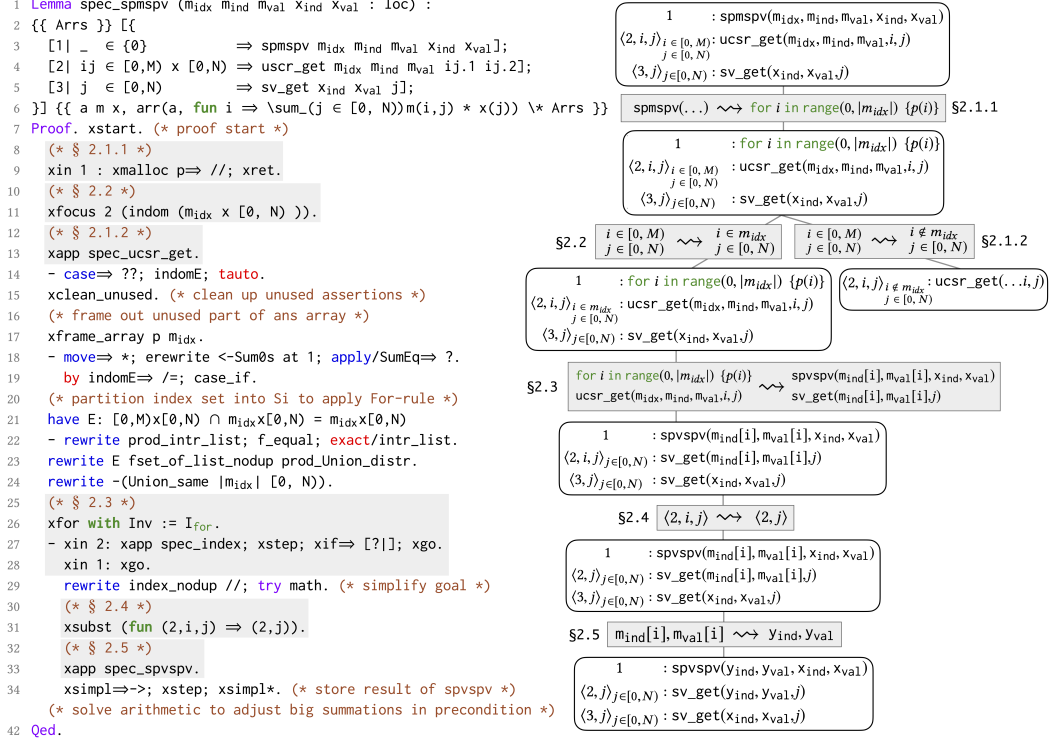 1 Lemma spec_spmspv (m_idx m_ind m_val x_ind x_val : loc) :
2 {{ Arrs }} [{
3 [1| _ ∈ {0} ⇒ spmspv m_idx m_ind m_val x_ind x_val];
4 [2| ij ∈ [0,M) x [0,N) ⇒ uscr_get m_idx m_ind m_val ij.1 ij.2];
5 [3| j ∈ [0,N) ⇒ sv_get x_ind x_val j];
6 }] {{ a m x, arr(a, fun i ⇒ \sum_(j ∈ [0, N))m(i,j) * x(j)) \* Arrs }}
7 Proof. xstart. (* proof start *)
8 (* § 2.1.1 *)
9 xin 1 : xmalloc p⇒ //; xret.
10 (* § 2.2 *)
11 xfocus 2 (indom (m_idx x [0, N) )).
12 (* § 2.1.2 *)
13 xapp spec_ucsr_get.
14 - case⇒ ??; indomE; tauto.
15 xclean_unused. (* clean up unused assertions *)
16 (* frame out unused part of ans array *)
17 xframe_array p m_idx.
18 - move⇒ *; erewrite <-Sum0s at 1; apply/SumEq⇒ ?.
19 by indomE⇒ /=; case_if.
20 (* partition index set into Si to apply For-rule *)
21 have E: [0,M)x[0,N) ∩ m_idx x[0,N) = m_idx x[0,N)
22 - rewrite prod_intr_list; f_equal; exact/intr_list.
23 rewrite E fset_of_list_nodup prod_Union_distr.
24 rewrite -(Union_same |m_idx| [0, N)).
25 (* § 2.3 *)
26 xfor with Inv := I_for.
27 - xin 2: xapp spec_index; xstep; xif⇒ [?|]; xgo.
28 xin 1: xgo.
29 rewrite index_nodup //; try math. (* simplify goal *)
30 (* § 2.4 *)
31 xsubst (fun (2,i,j) ⇒ (2,j)).
32 (* § 2.5 *)
33 xapp spec_spvspv.
34 xsimpl⇒->; xstep; xsimpl*. (* store result of spvspv *)
(* solve arithmetic to adjust big summations in precondition *)
42 Qed.
1 : spmspv(m_idx, m_ind, m_val, x_ind, x_val)
⟨2, i, j⟩ i ∈ [0, M) j ∈ [0, N) : ucsr_get(m_idx, m_ind, m_val, i, j)
⟨3, j⟩ j∈[0,N) : sv_get(x_ind, x_val, j)
spmspv(...) ⇝ for i in range(0, |m_idx|) {p(i)} §2.1.1
1 : for i in range(0, |m_idx|) {p(i)}
⟨2, i, j⟩ i ∈ [0, M) j ∈ [0, N) : ucsr_get(m_idx, m_ind, m_val, i, j)
⟨3, j⟩ j∈[0,N) : sv_get(x_ind, x_val, j)
§2.2 i ∈ [0, M) j ∈ [0, N) ⇝ i ∈ m_idx j ∈ [0, N)
i ∈ [0, M) j ∈ [0, N) ⇝ i ∉ m_idx j ∈ [0, N) §2.1.2
1 : for i in range(0, |m_idx|) {p(i)}
⟨2, i, j⟩ i ∈ m_idx j ∈ [0, N) : ucsr_get(m_idx, m_ind, m_val, i, j)
⟨3, j⟩ j∈[0,N) : sv_get(x_ind, x_val, j)
⟨2, i, j⟩ i ∉ m_idx j ∈ [0, N) : ucsr_get(...i, j)
§2.3 for i in range(0, |m_idx|) {p(i)} ⇝ spvspv(m_ind[i], m_val[i], x_ind, x_val)
ucsr_get(m_idx, m_ind, m_val, i, j) sv_get(m_ind[i], m_val[i], j)
1 : spvspv(m_ind[i], m_val[i], x_ind, x_val)
⟨2, i, j⟩ j∈[0,N) : sv_get(m_ind[i], m_val[i], j)
⟨3, j⟩ j∈[0,N) : sv_get(x_ind, x_val, j)
§2.4 ⟨2, i, j⟩ ⇝ ⟨2, j⟩
1 : spvspv(m_ind[i], m_val[i], x_ind, x_val)
⟨2, j⟩ j∈[0,N) : sv_get(m_ind[i], m_val[i], j)
⟨3, j⟩ j∈[0,N) : sv_get(x_ind, x_val, j)
§2.5 m_ind[i], m_val[i] ⇝ y_ind, y_val
1 : spvspv(y_ind, y_val, x_ind, x_val)
⟨2, j⟩ j∈[0,N) : sv_get(y_ind, y_val, j)
⟨3, j⟩ j∈[0,N) : sv_get(x_ind, x_val, j)